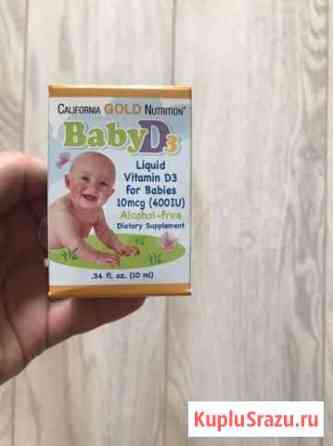 CALIFORNIA GOLD NUTRITION®
BabyD3
Liquid
Vitamin D3
For Babies
10mcg (400IU)
Alcohol-free
Dietary Supplement
.34 fl. oz. (10 ml)
KupluSrazu.ru